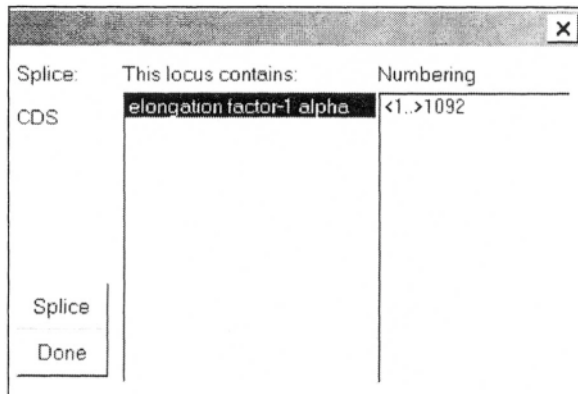 Splice: This locus contains: Numbering
CDS elongation factor-1 alpha <1..>1092
Splice
Done